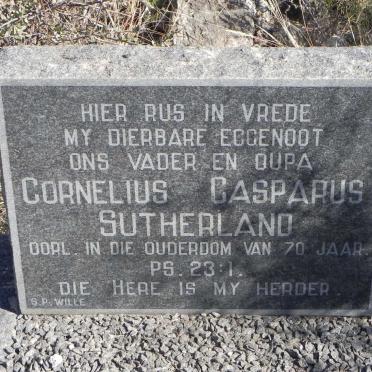 HIER RUS IN VREDE
MY DIERBARE EGGENOOT
ONS VADER EN OUPA
CORNELIUS GASPARUS
SUTHERLAND
OORL. IN DIE OUDERDOM VAN 70 JAAR.
PS. 23:1.
DIE HERE IS MY HERDER.
S.P. WILLE